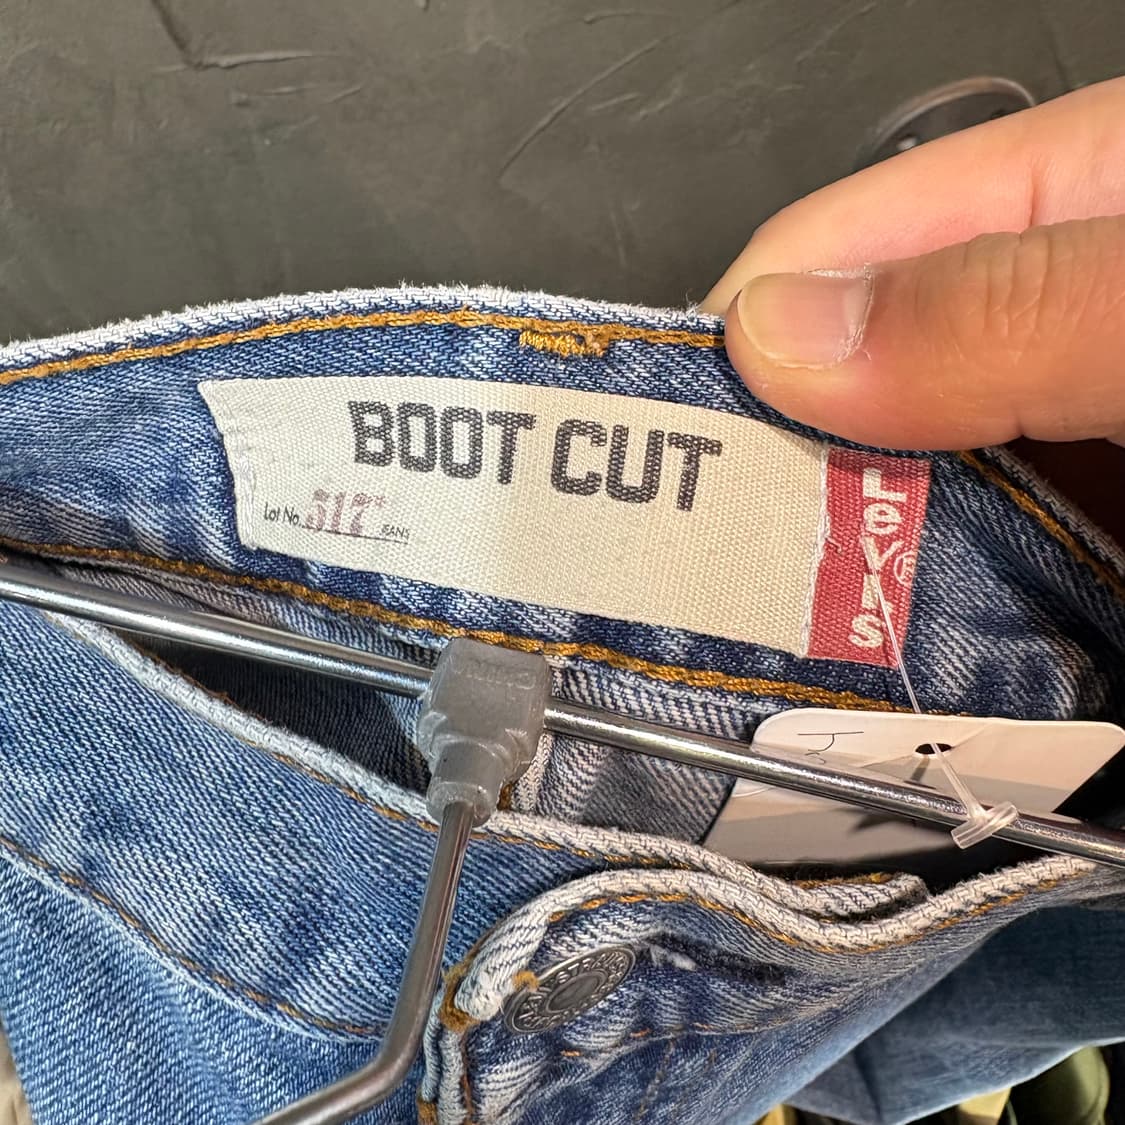 BOOT CUT
Lot No. 517 JEANS
Levi's®